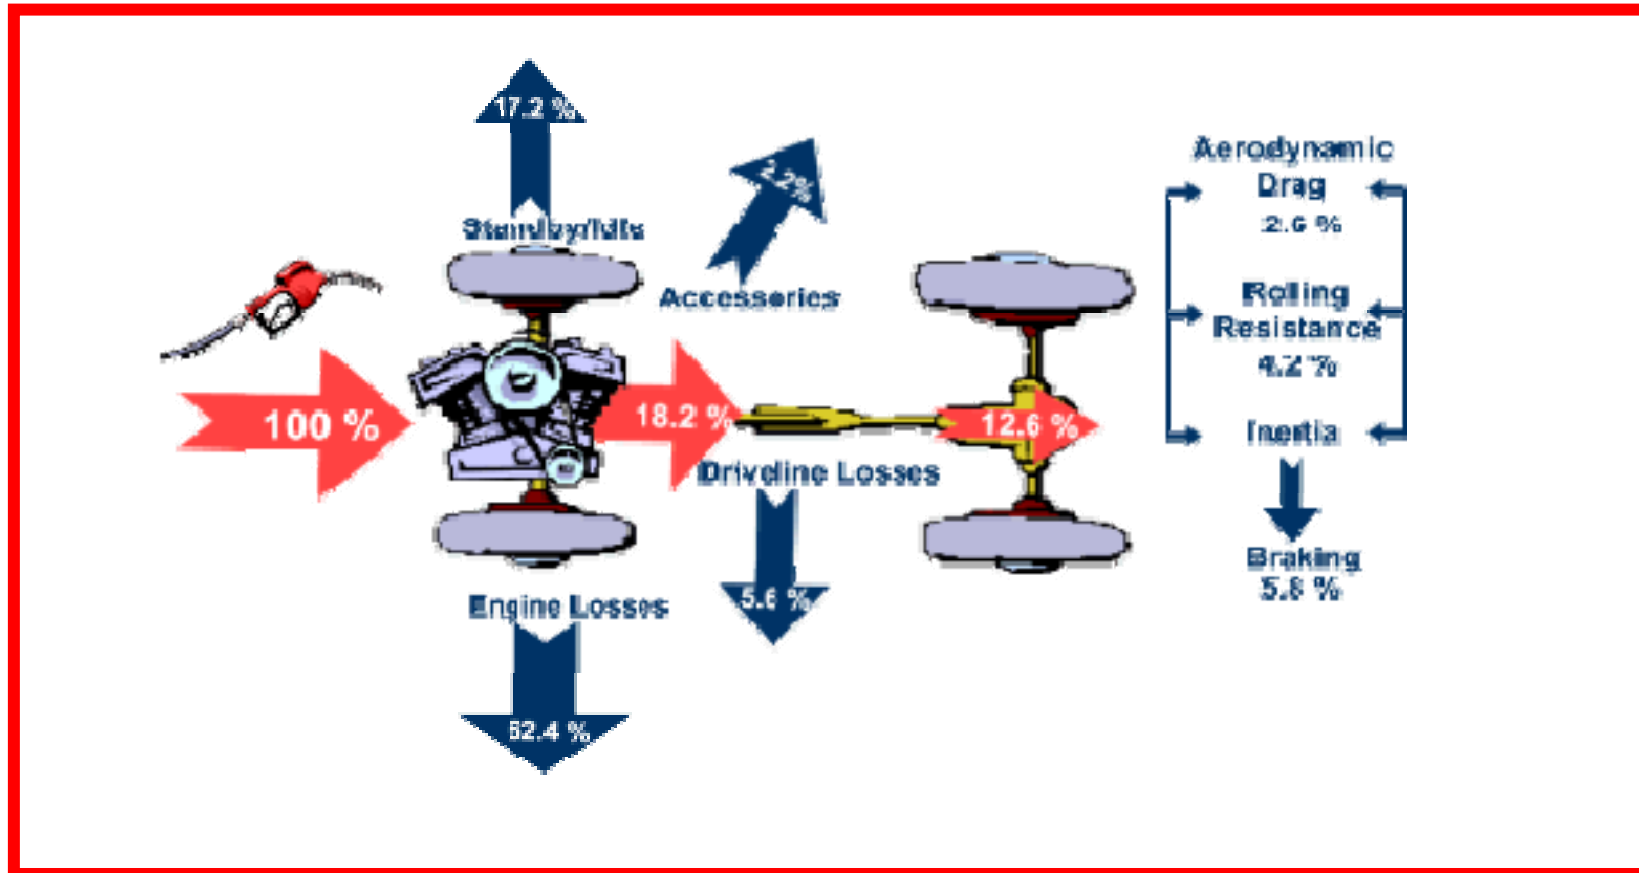 17.2 %
Standby/Idle
2.2%
Accessories
100 %
18.2 %
12.6 %
Driveline Losses
5.6 %
Engine Losses
62.4 %
Aerodynamic
Drag
2.6 %
Rolling
Resistance
4.2 %
Inertia
Braking
5.8 %